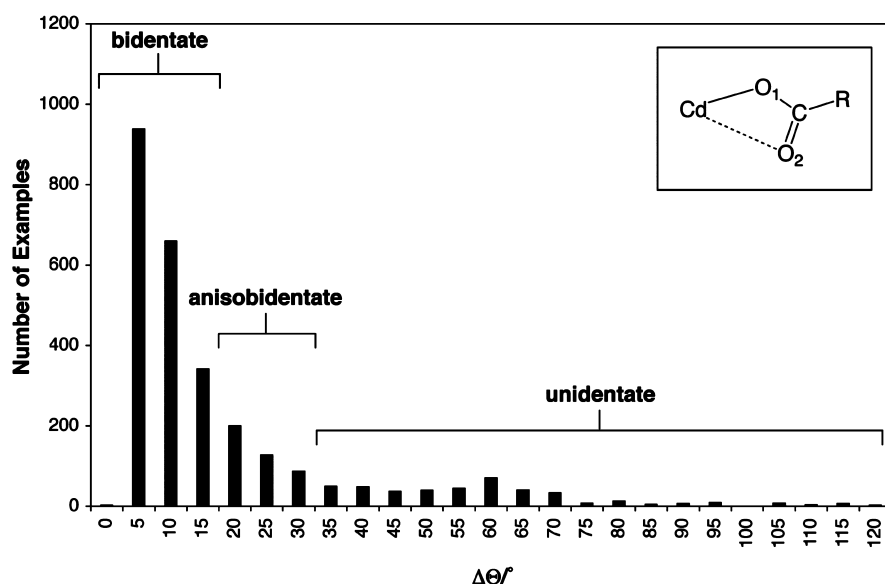 1200
1000
800
600
400
200
0
Number of Examples
bidentate
anisobidentate
unidentate
Cd
O1
C
R
O2
0 5 10 15 20 25 30 35 40 45 50 55 60 65 70 75 80 85 90 95 100 105 110 115 120
ΔΘ/°